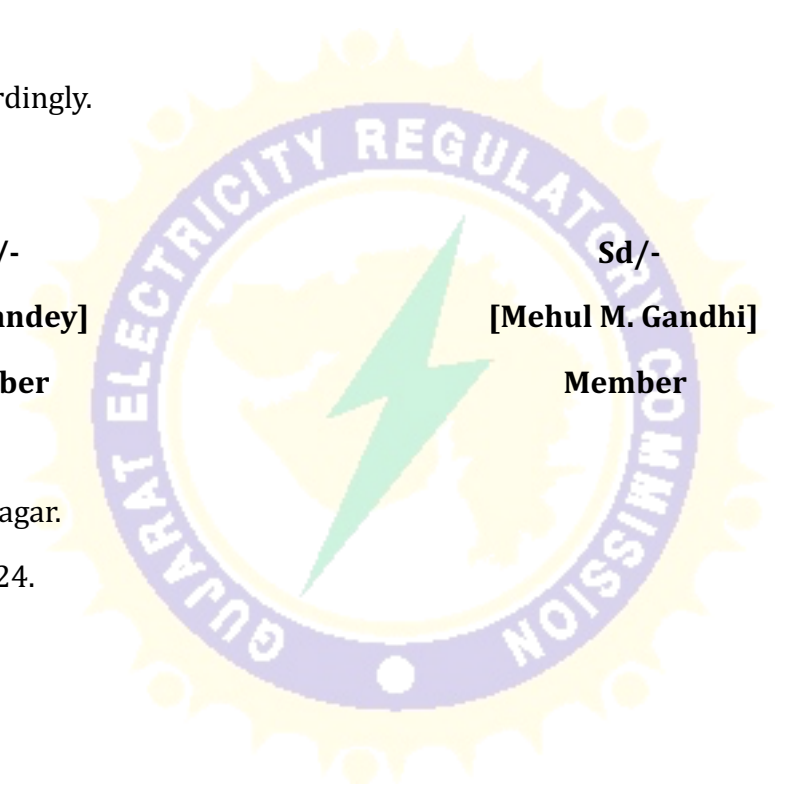 rdingly.
/- Sd/-
andey] [Mehul M. Gandhi]
ber Member
agar.
24.
GUJARAT ELECTRICITY REGULATORY COMMISSION